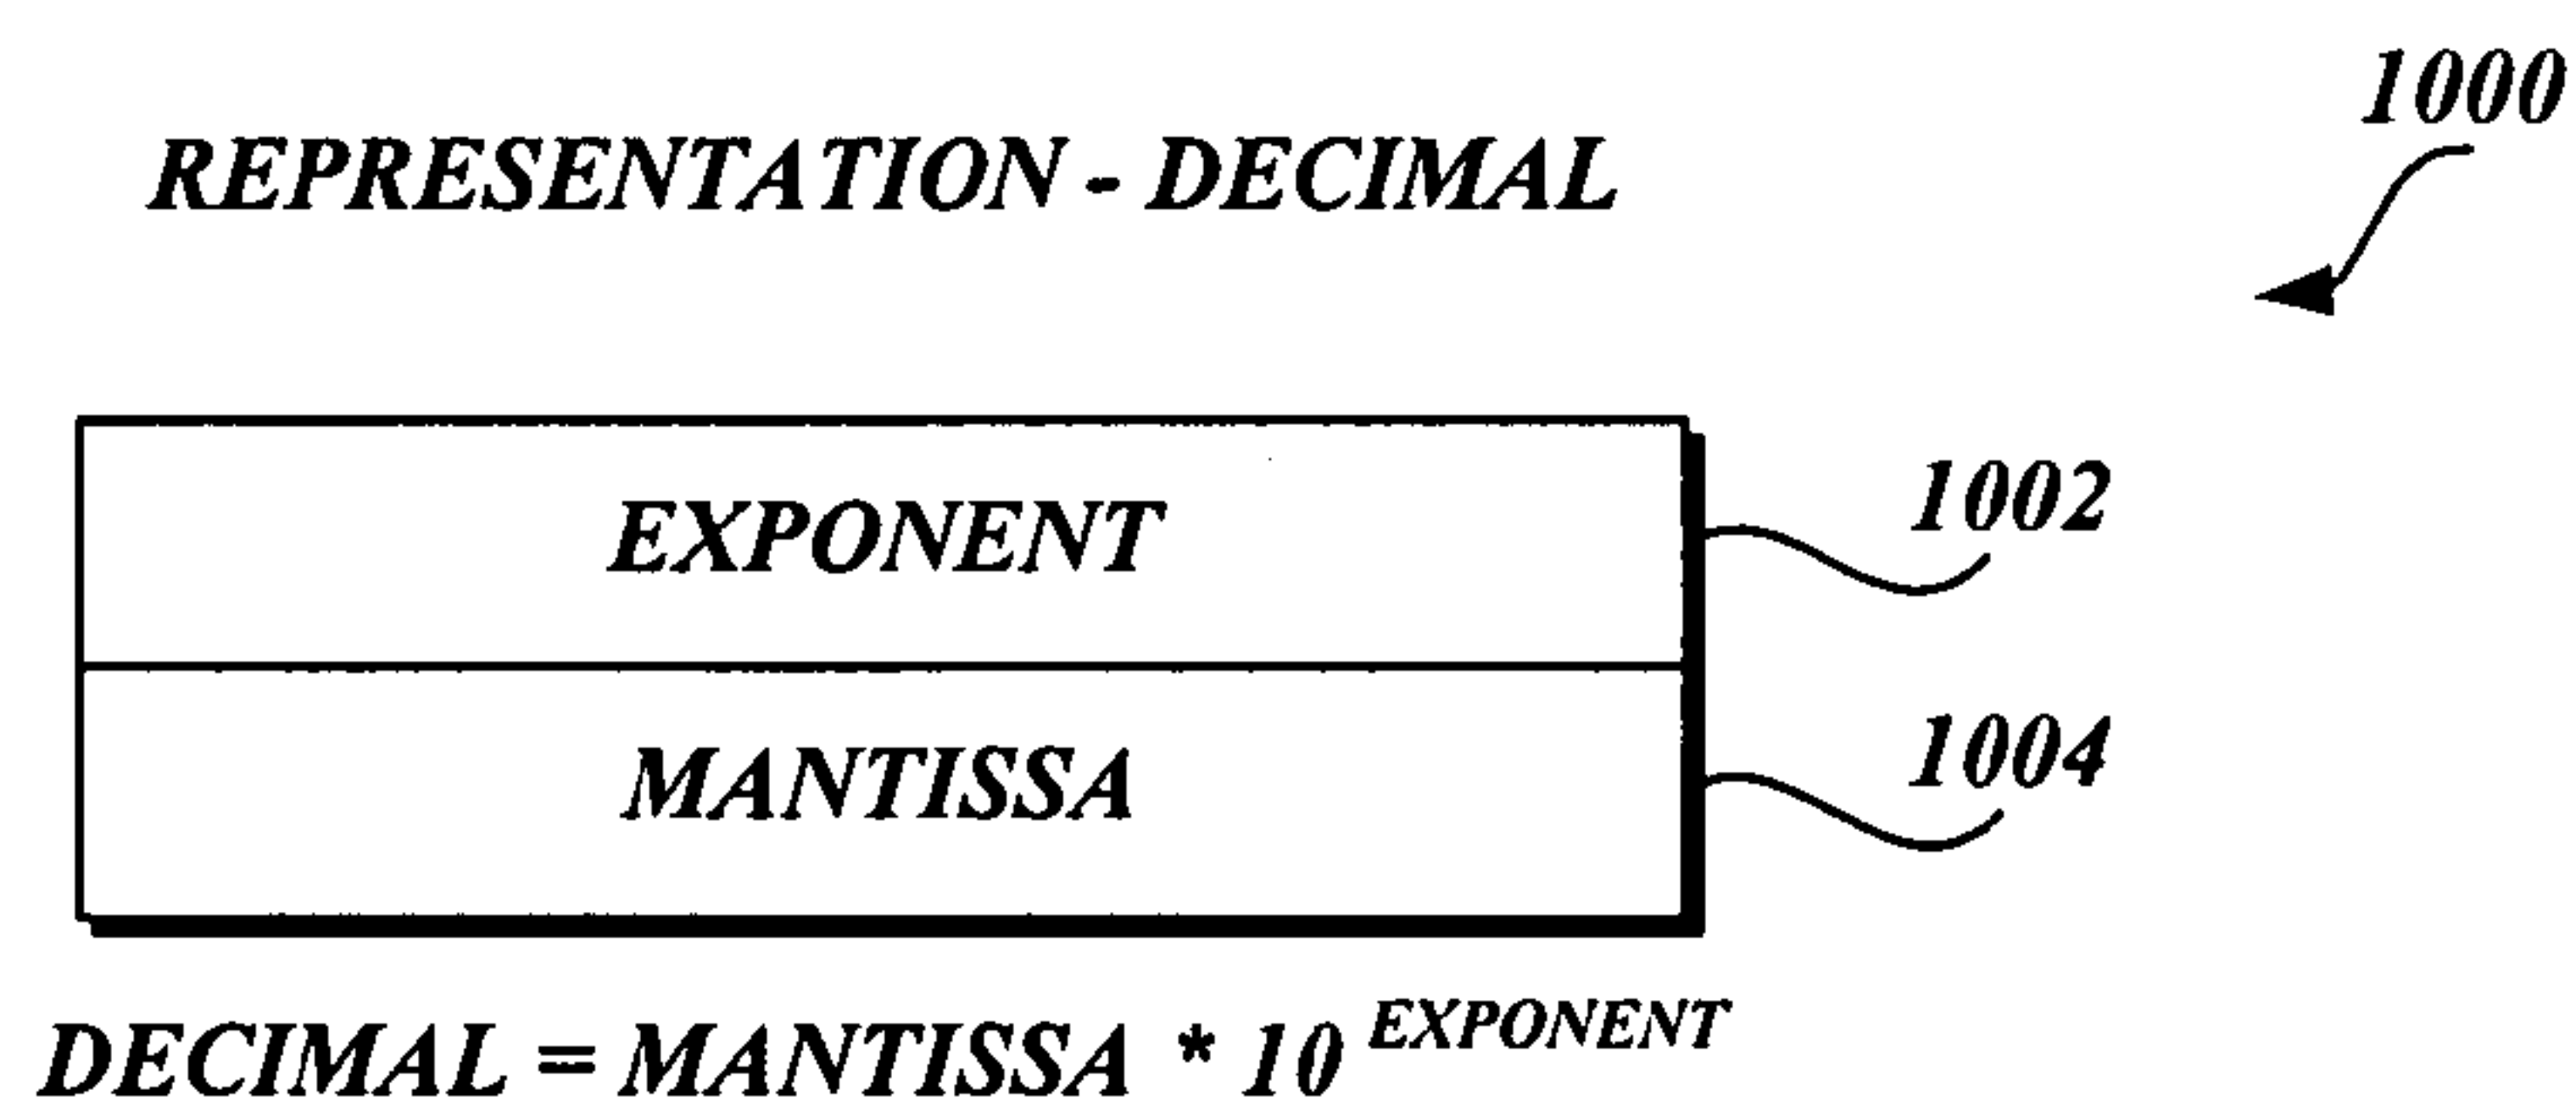 1000
REPRESENTATION - DECIMAL
EXPONENT
1002
MANTISSA
1004
DECIMAL = MANTISSA * 10 EXPONENT